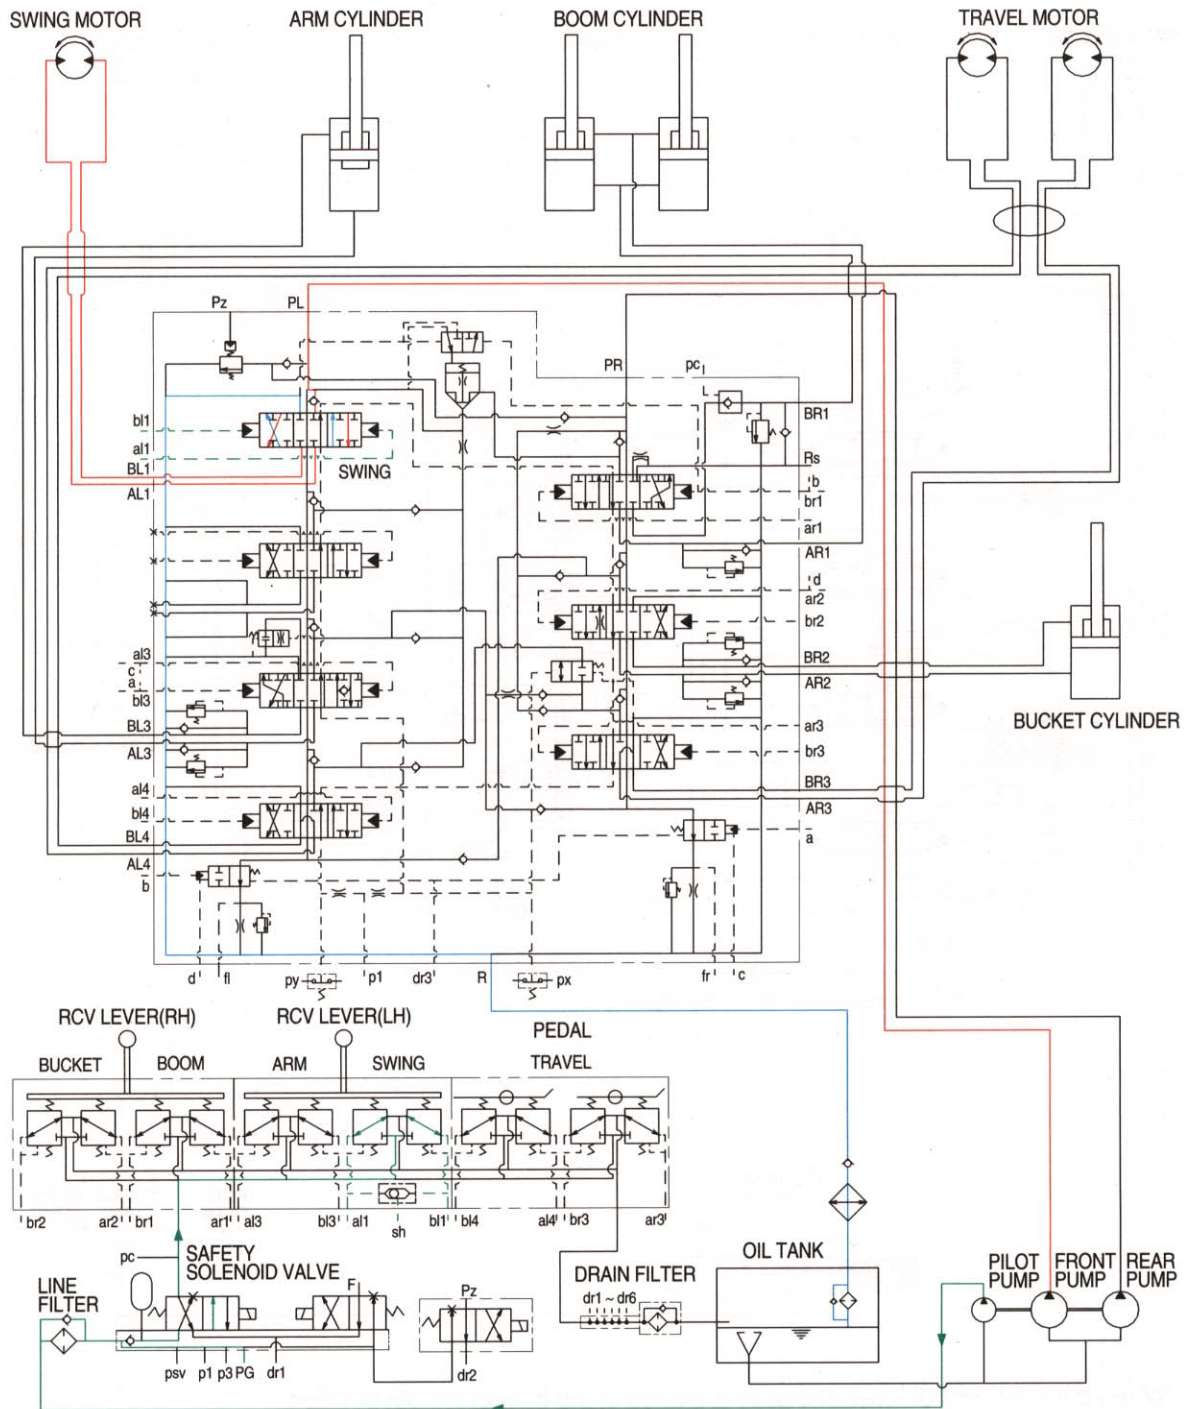 SWING MOTOR
ARM CYLINDER
BOOM CYLINDER
TRAVEL MOTOR
Pz
PL
PR
pc
bl1
al1
BL1
AL1
SWING
BR1
Rs
b
br1
ar1
AR1
d
ar2
br2
BR2
AR2
BUCKET CYLINDER
al3
c
a
bl3
BL3
AL3
ar3
br3
BR3
AR3
a
al4
bl4
BL4
AL4
b
d
fl
py
p1
dr3
R
px
fr
c
RCV LEVER(RH)
RCV LEVER(LH)
PEDAL
BUCKET
BOOM
ARM
SWING
TRAVEL
br2
ar2
br1
ar1
al3
bl3
al1
sh
bl1
bl4
al4
br3
ar3
pc
SAFETY
SOLENOID VALVE
LINE
FILTER
F
Pz
psv
p1
p3
PG
dr1
dr2
DRAIN FILTER
dr1 ~ dr6
OIL TANK
PILOT
PUMP
FRONT
PUMP
REAR
PUMP